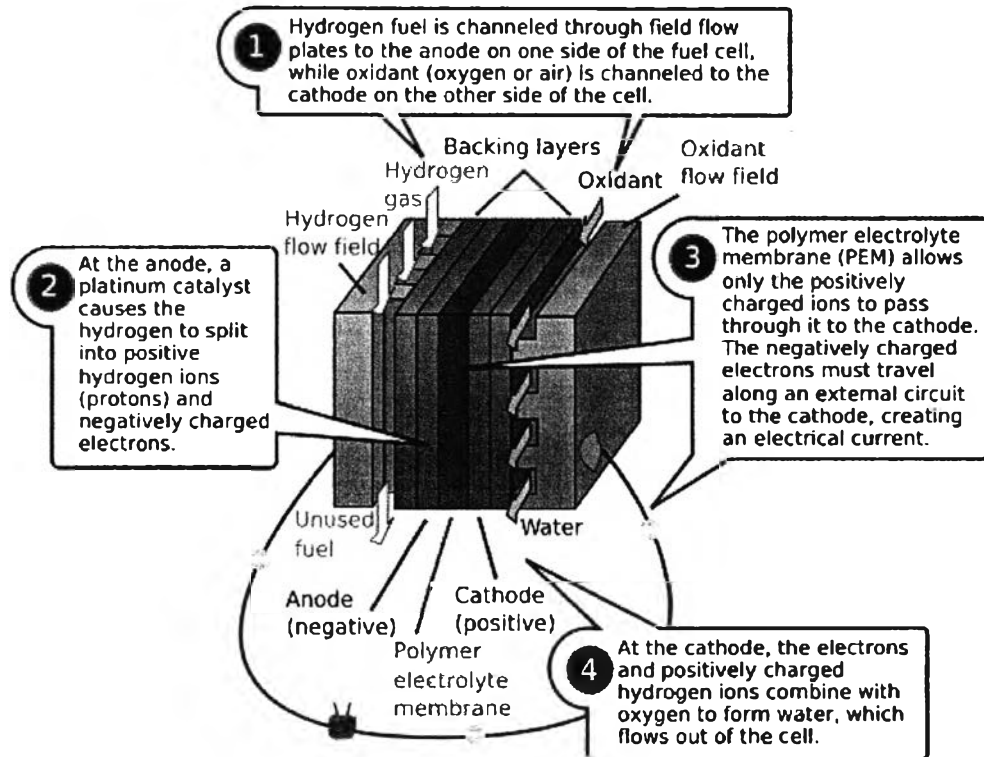 1
Hydrogen fuel is channeled through field flow
plates to the anode on one side of the fuel cell,
while oxidant (oxygen or air) is channeled to the
cathode on the other side of the cell.
Backing layers
Oxidant
flow field
Hydrogen
gas
Oxidant
Hydrogen
flow field
2
At the anode, a
platinum catalyst
causes the
hydrogen to split
into positive
hydrogen ions
(protons) and
negatively charged
electrons.
3
The polymer electrolyte
membrane (PEM) allows
only the positively
charged ions to pass
through it to the cathode.
The negatively charged
electrons must travel
along an external circuit
to the cathode, creating
an electrical current.
Unused
fuel
Water
Anode
(negative)
Cathode
(positive)
Polymer
electrolyte
membrane
4
At the cathode, the electrons
and positively charged
hydrogen ions combine with
oxygen to form water, which
flows out of the cell.